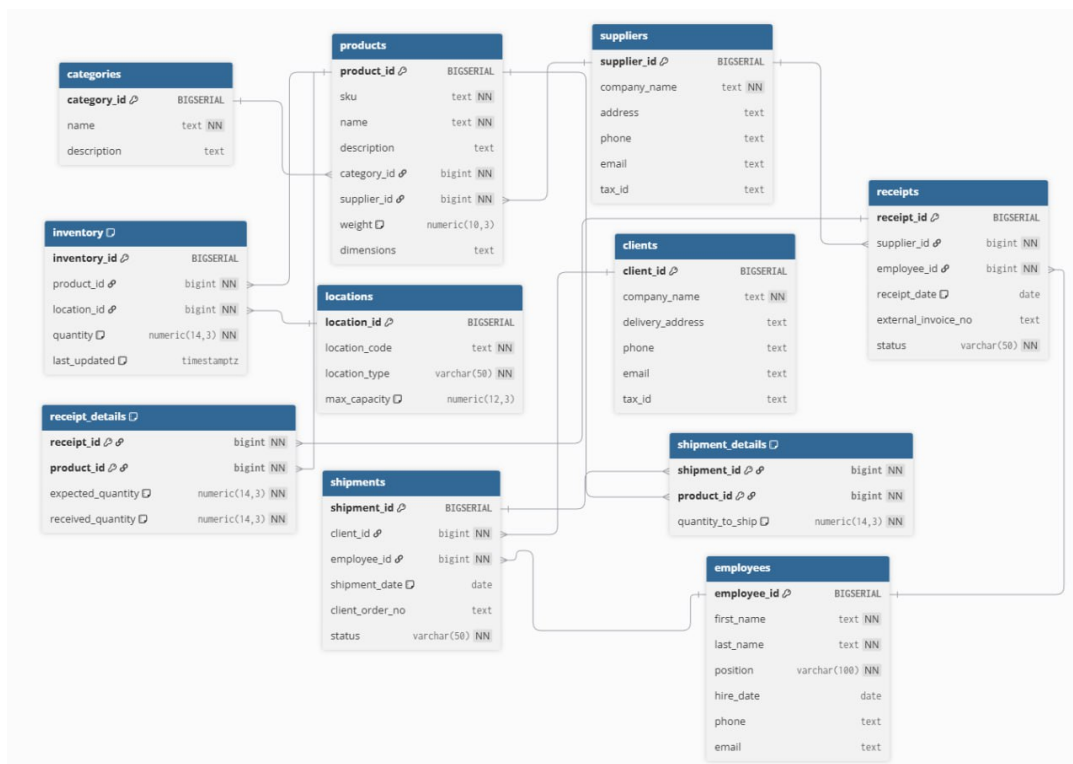 categories
category_id BIGSERIAL
name text NN
description text
products
product_id BIGSERIAL
sku text NN
name text NN
description text
category_id bigint NN
supplier_id bigint NN
weight numeric(10,3)
dimensions text
suppliers
supplier_id BIGSERIAL
company_name text NN
address text
phone text
email text
tax_id text
receipts
receipt_id BIGSERIAL
supplier_id bigint NN
employee_id bigint NN
receipt_date date
external_invoice_no text
status varchar(50) NN
inventory
inventory_id BIGSERIAL
product_id bigint NN
location_id bigint NN
quantity numeric(14,3) NN
last_updated timestamptz
locations
location_id BIGSERIAL
location_code text NN
location_type varchar(50) NN
max_capacity numeric(12,3)
clients
client_id BIGSERIAL
company_name text NN
delivery_address text
phone text
email text
tax_id text
receipt_details
receipt_id bigint NN
product_id bigint NN
expected_quantity numeric(14,3) NN
received_quantity numeric(14,3) NN
shipments
shipment_id BIGSERIAL
client_id bigint NN
employee_id bigint NN
shipment_date date
client_order_no text
status varchar(50) NN
shipment_details
shipment_id bigint NN
product_id bigint NN
quantity_to_ship numeric(14,3) NN
employees
employee_id BIGSERIAL
first_name text NN
last_name text NN
position varchar(100) NN
hire_date date
phone text
email text